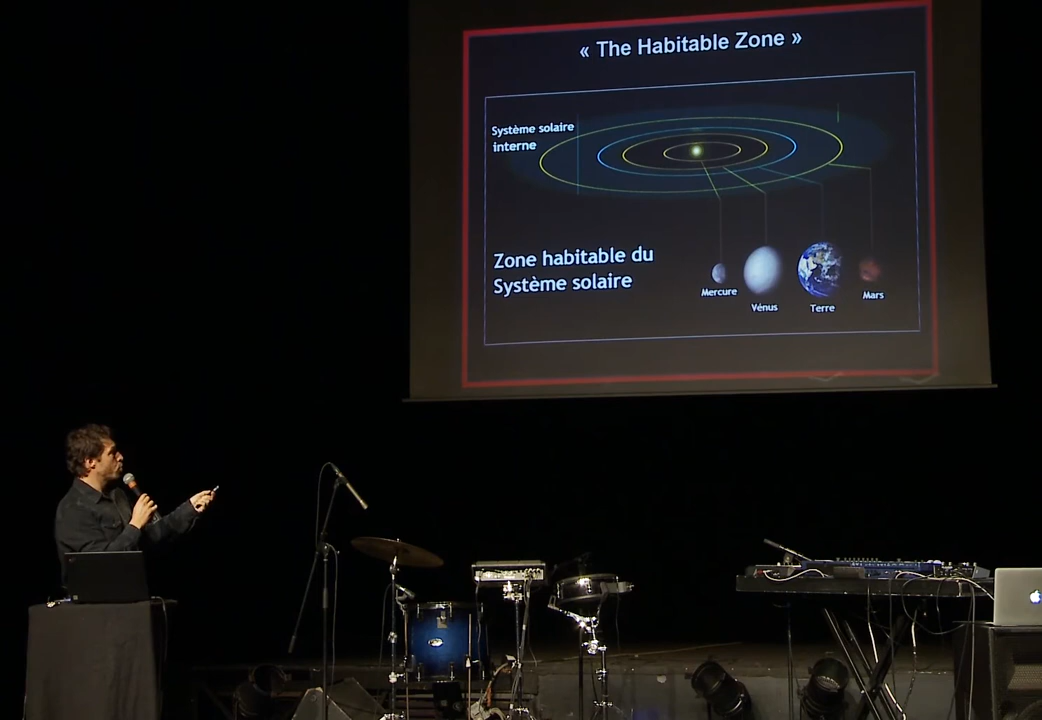 « The Habitable Zone »
Système solaire
interne
Zone habitable du
Système solaire
Mercure
Vénus
Terre
Mars